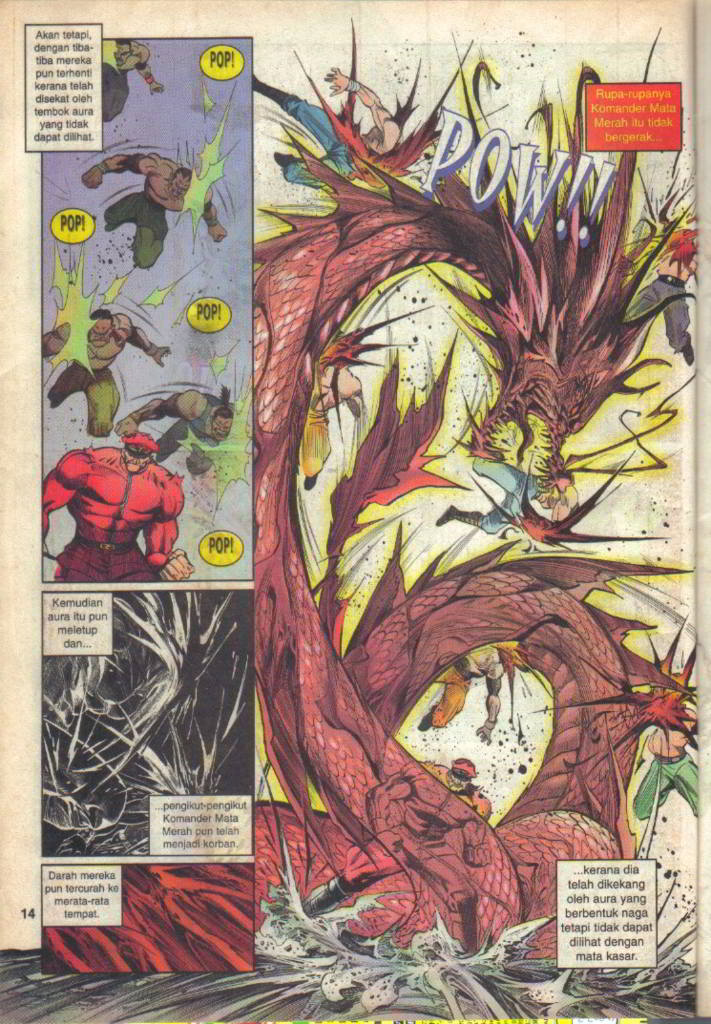 Akan tetapi,
dengan tiba-
tiba mereka
pun terhenti
kerana telah
disekat oleh
tembok aura
yang tidak
dapat dilihat.
POP!
POP!
POP!
POP!
Kemudian
aura itu pun
meletup
dan...
...pengikut-pengikut
Komander Mata
Merah pun telah
menjadi korban.
Darah mereka
pun tercurah ke
merata-rata
tempat.
14
POW!!
Rupa-rupanya
Komander Mata
Merah itu tidak
bergerak...
...kerana dia
telah dikekang
oleh aura yang
berbentuk naga
tetapi tidak dapat
dilihat dengan
mata kasar.